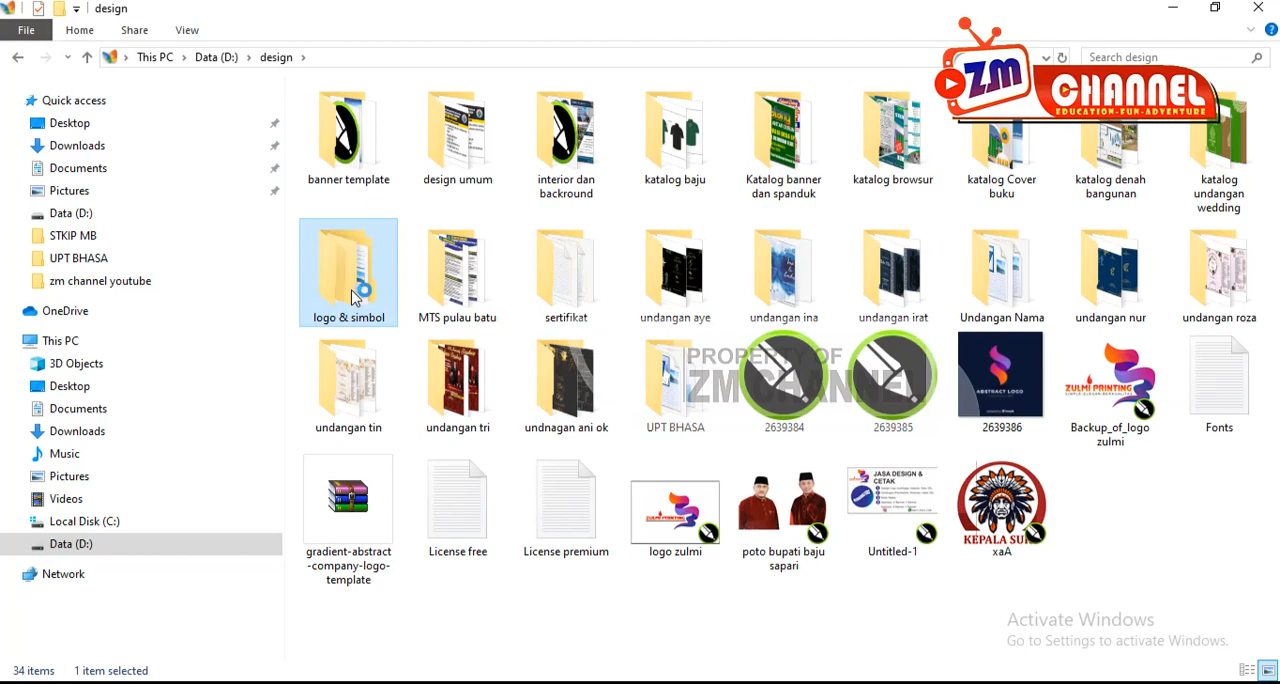 design
File
Home
Share
View
This PC
Data (D:)
design
Search design
ZM
CHANNEL
EDUCATION-FUN-ADVENTURE
Quick access
Desktop
Downloads
Documents
Pictures
Data (D:)
STKIP MB
UPT BHASA
zm channel youtube
OneDrive
This PC
3D Objects
Desktop
Documents
Downloads
Music
Pictures
Videos
Local Disk (C:)
Data (D:)
Network
banner template
design umum
interior dan
backround
katalog baju
Katalog banner
dan spanduk
katalog browsur
katalog Cover
buku
katalog denah
bangunan
katalog
undangan
wedding
logo & simbol
MTS pulau batu
sertifikat
undangan aye
undangan ina
undangan irat
Undangan Nama
undangan nur
undangan roza
PROPERTY OF
ZM CHANNEL
ABSTRACT LOGO
ZULMI PRINTING
undangan tin
undangan tri
undnagan ani ok
UPT BHASA
2639384
2639385
2639386
Backup_of_logo
zulmi
Fonts
ZULMI PRINTING
JASA DESIGN &
CETAK
KEPALA SU
gradient-abstract
-company-logo-
template
License free
License premium
logo zulmi
poto bupati baju
sapari
Untitled-1
xaA
Activate Windows
Go to Settings to activate Windows.
34 items
1 item selected